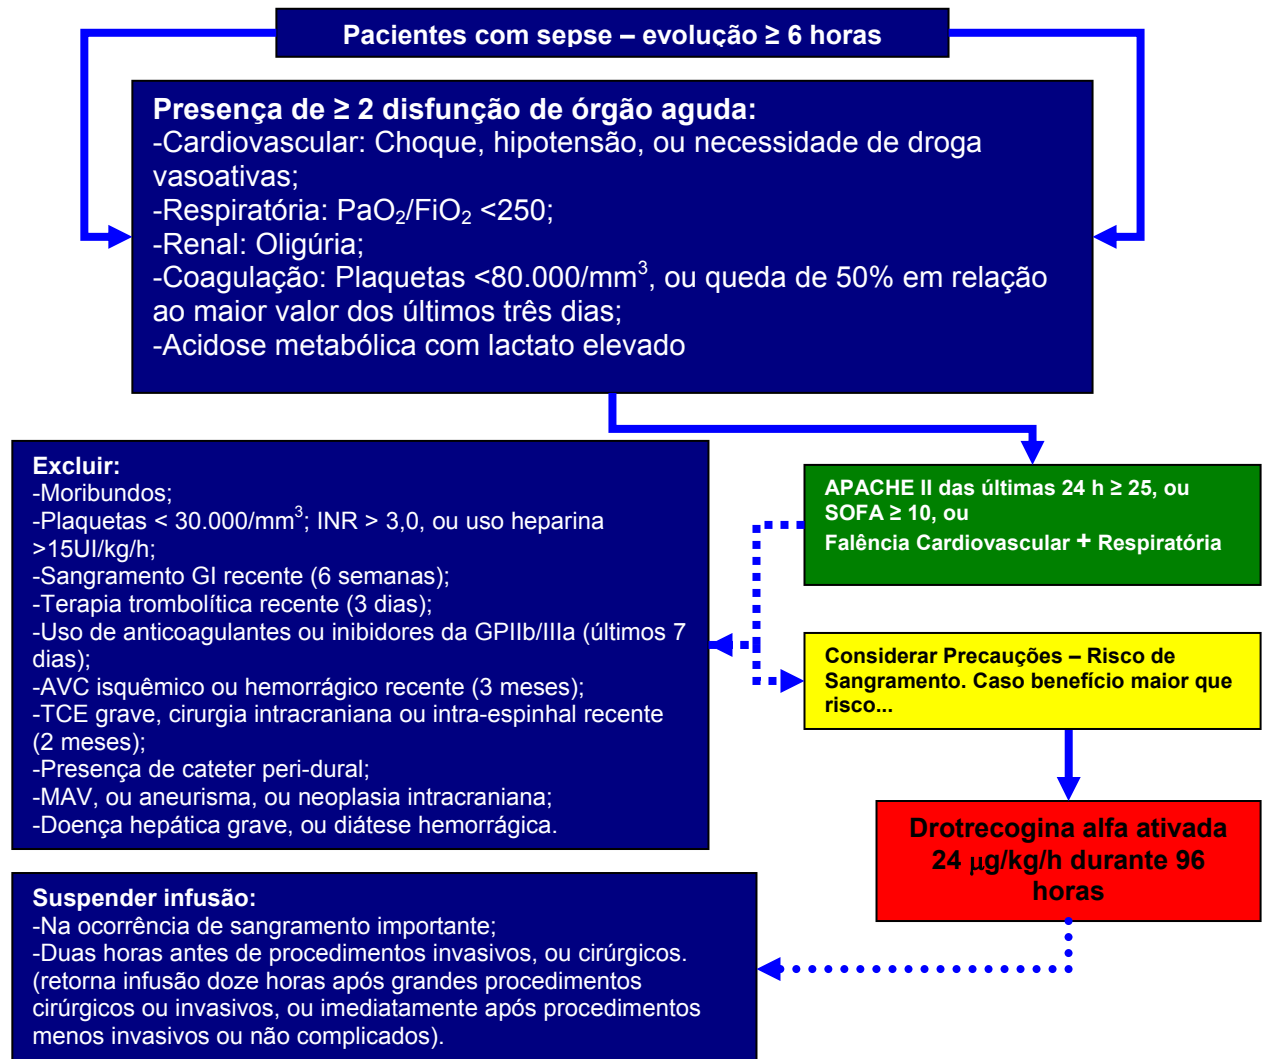 Pacientes com sepse – evolução ≥ 6 horas
Presença de ≥ 2 disfunção de órgão aguda:
-Cardiovascular: Choque, hipotensão, ou necessidade de droga
vasoativas;
-Respiratória: PaO₂/FiO₂ <250;
-Renal: Oligúria;
-Coagulação: Plaquetas <80.000/mm³, ou queda de 50% em relação
ao maior valor dos últimos três dias;
-Acidose metabólica com lactato elevado
Excluir:
-Moribundos;
-Plaquetas < 30.000/mm³; INR > 3,0, ou uso heparina
>15UI/kg/h;
-Sangramento GI recente (6 semanas);
-Terapia trombolítica recente (3 dias);
-Uso de anticoagulantes ou inibidores da GPIIb/IIIa (últimos 7
dias);
-AVC isquêmico ou hemorrágico recente (3 meses);
-TCE grave, cirurgia intracraniana ou intra-espinhal recente
(2 meses);
-Presença de cateter peri-dural;
-MAV, ou aneurisma, ou neoplasia intracraniana;
-Doença hepática grave, ou diátese hemorrágica.
APACHE II das últimas 24 h ≥ 25, ou
SOFA ≥ 10, ou
Falência Cardiovascular + Respiratória
Considerar Precauções – Risco de
Sangramento. Caso benefício maior que
risco...
Drotrecogina alfa ativada
24 µg/kg/h durante 96
horas
Suspender infusão:
-Na ocorrência de sangramento importante;
-Duas horas antes de procedimentos invasivos, ou cirúrgicos.
(retorna infusão doze horas após grandes procedimentos
cirúrgicos ou invasivos, ou imediatamente após procedimentos
menos invasivos ou não complicados).